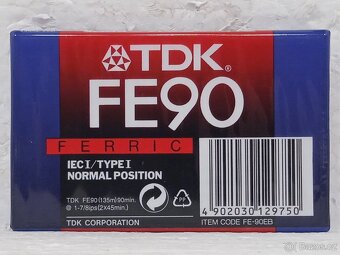 TDK®
FE90
FERRIC
IEC I / TYPE I
NORMAL POSITION
TDK FE90 (135m) 90min.
@ 1-7/8ips (2x45min.)
PP
TDK CORPORATION
4 902030 129750
ITEM CODE FE-90EB